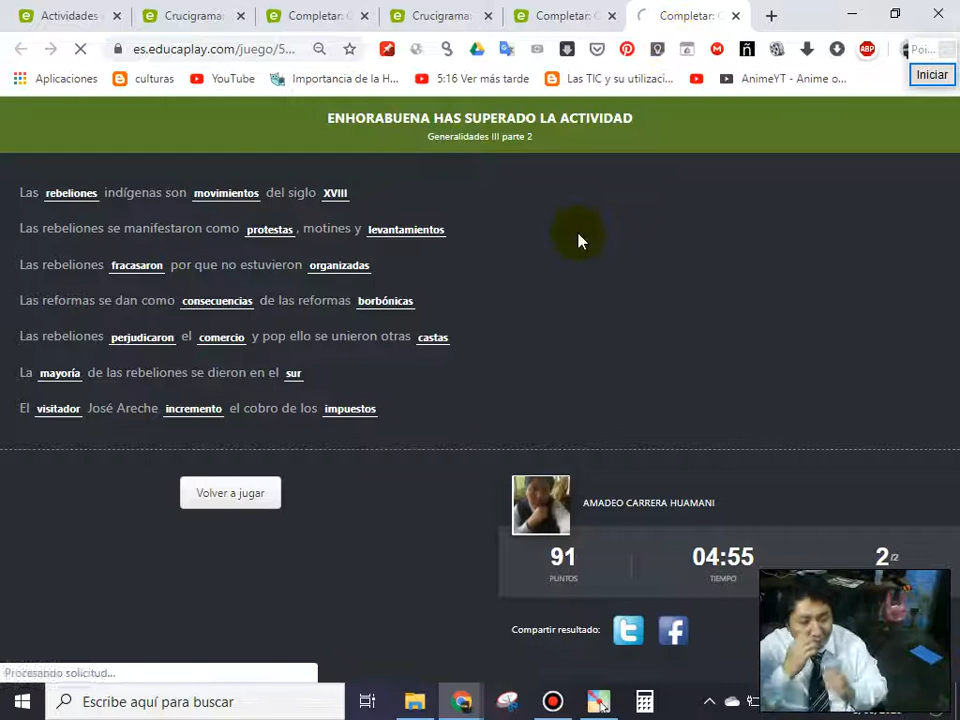 Actividades
Crucigrama:
Completar: C
Crucigrama:
Completar: C
Completar: C
es.educaplay.com/juego/5...
Poi...
Iniciar
Aplicaciones
culturas
YouTube
Importancia de la H...
5:16 Ver más tarde
Las TIC y su utilizaci...
AnimeYT - Anime o...
ENHORABUENA HAS SUPERADO LA ACTIVIDAD
Generalidades III parte 2
Las rebeliones indígenas son movimientos del siglo XVIII
Las rebeliones se manifestaron como protestas , motines y levantamientos
Las rebeliones fracasaron por que no estuvieron organizadas
Las reformas se dan como consecuencias de las reformas borbónicas
Las rebeliones perjudicaron el comercio y pop ello se unieron otras castas
La mayoría de las rebeliones se dieron en el sur
El visitador José Areche incremento el cobro de los impuestos
Volver a jugar
AMADEO CARRERA HUAMANI
91
PUNTOS
04:55
TIEMPO
2/2
Compartir resultado:
Procesando solicitud...
Escribe aquí para buscar